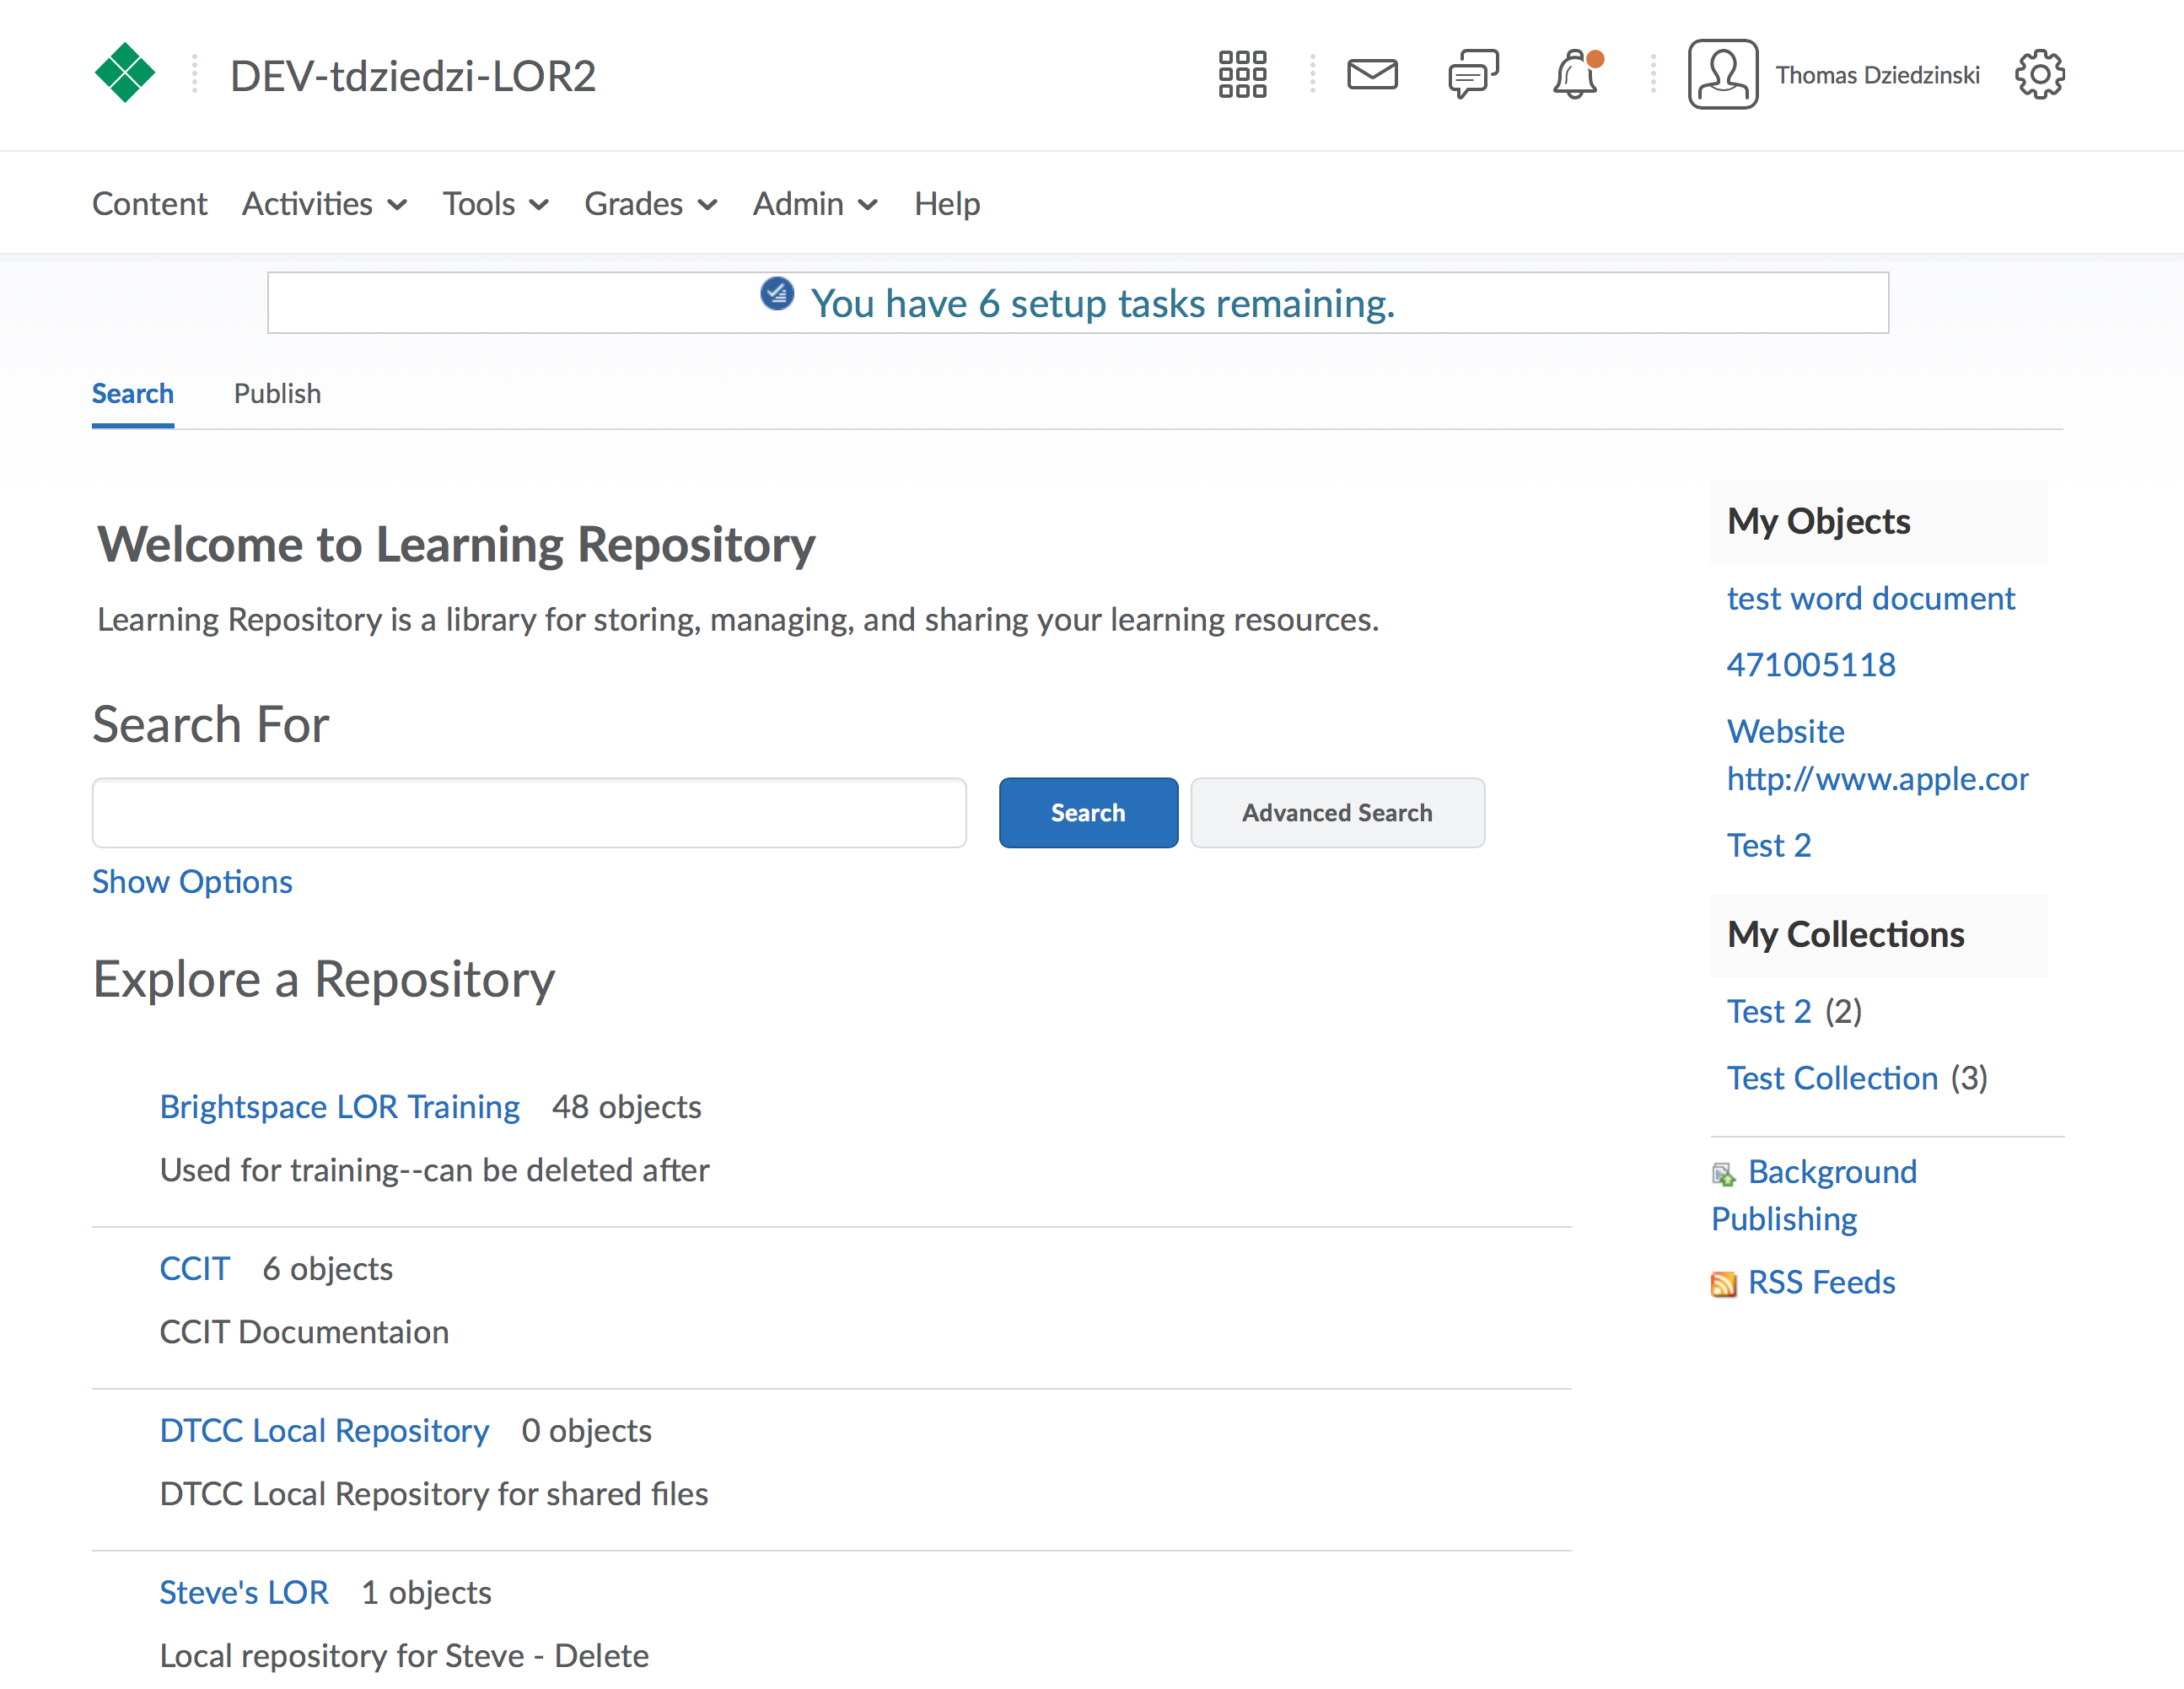 DEV-tdziedzi-LOR2
Thomas Dziedzinski
Content Activities Tools Grades Admin Help
You have 6 setup tasks remaining.
Search Publish
Welcome to Learning Repository
Learning Repository is a library for storing, managing, and sharing your learning resources.
Search For
Search Advanced Search
Show Options
Explore a Repository
Brightspace LOR Training 48 objects
Used for training--can be deleted after
CCIT 6 objects
CCIT Documentaion
DTCC Local Repository 0 objects
DTCC Local Repository for shared files
Steve's LOR 1 objects
Local repository for Steve - Delete
My Objects
test word document
471005118
Website
http://www.apple.cor
Test 2
My Collections
Test 2 (2)
Test Collection (3)
Background
Publishing
RSS Feeds